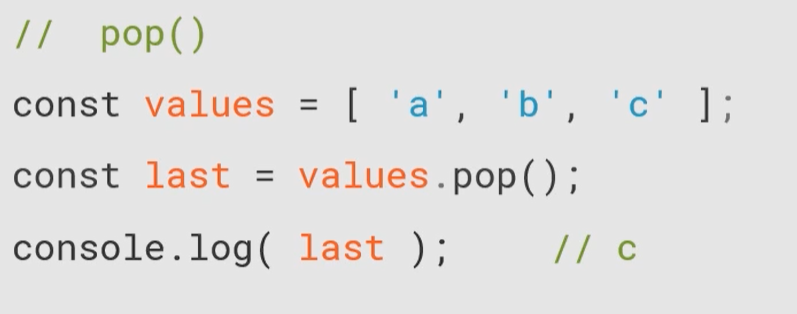 //  pop()
const values = [ 'a', 'b', 'c' ];
const last = values.pop();
console.log( last );     // c